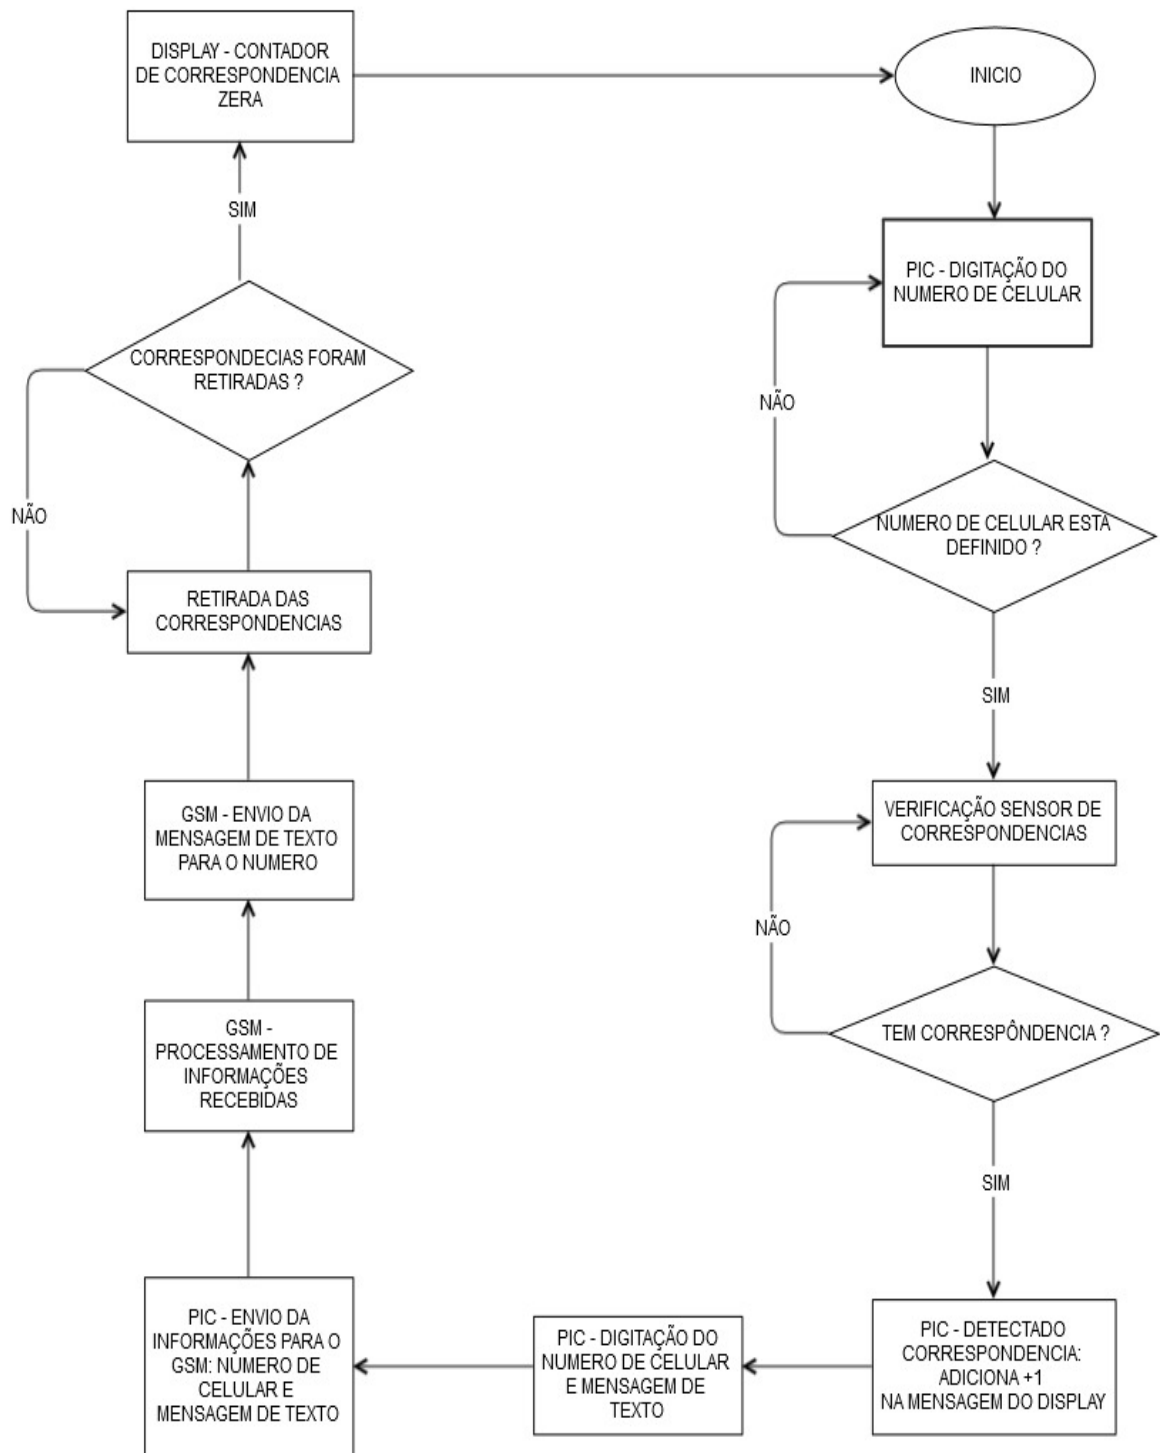 INICIO
PIC - DIGITAÇÃO DO
NUMERO DE CELULAR
NÃO
NUMERO DE CELULAR ESTA
DEFINIDO ?
SIM
VERIFICAÇÃO SENSOR DE
CORRESPONDENCIAS
NÃO
TEM CORRESPÔNDENCIA ?
SIM
PIC - DETECTADO
CORRESPONDENCIA:
ADICIONA +1
NA MENSAGEM DO DISPLAY
PIC - DIGITAÇÃO DO
NUMERO DE CELULAR
E MENSAGEM DE
TEXTO
PIC - ENVIO DA
INFORMAÇÕES PARA O
GSM: NUMERO DE
CELULAR E
MENSAGEM DE TEXTO
GSM -
PROCESSAMENTO DE
INFORMAÇÕES
RECEBIDAS
GSM - ENVIO DA
MENSAGEM DE TEXTO
PARA O NUMERO
RETIRADA DAS
CORRESPONDENCIAS
NÃO
CORRESPONDECIAS FORAM
RETIRADAS ?
SIM
DISPLAY - CONTADOR
DE CORRESPONDENCIA
ZERA